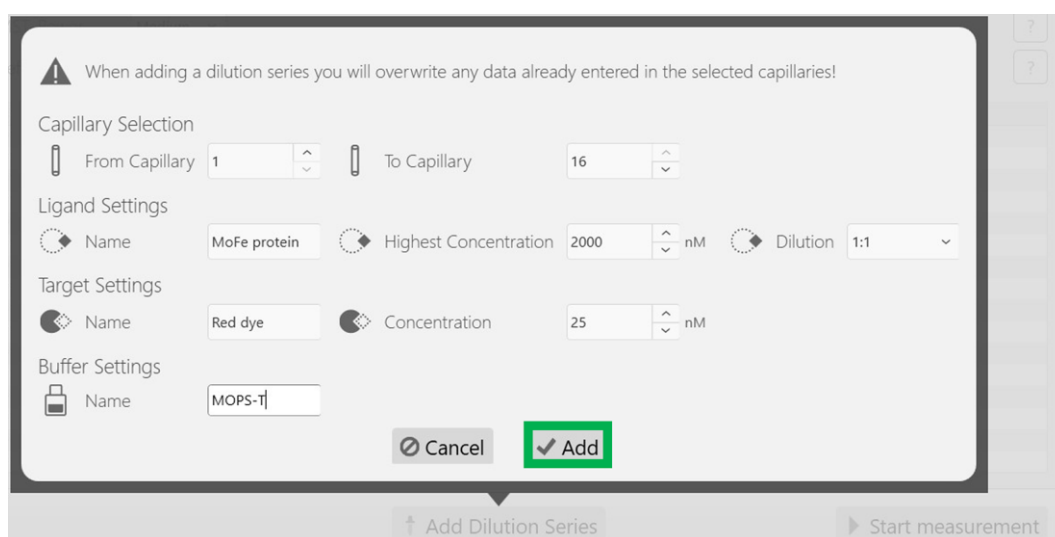 ?
?
When adding a dilution series you will overwrite any data already entered in the selected capillaries!
Capillary Selection
From Capillary 1 To Capillary 16
Ligand Settings
Name MoFe protein Highest Concentration 2000 nM Dilution 1:1
Target Settings
Name Red dye Concentration 25 nM
Buffer Settings
Name MOPS-T
Cancel Add
Add Dilution Series Start measurement